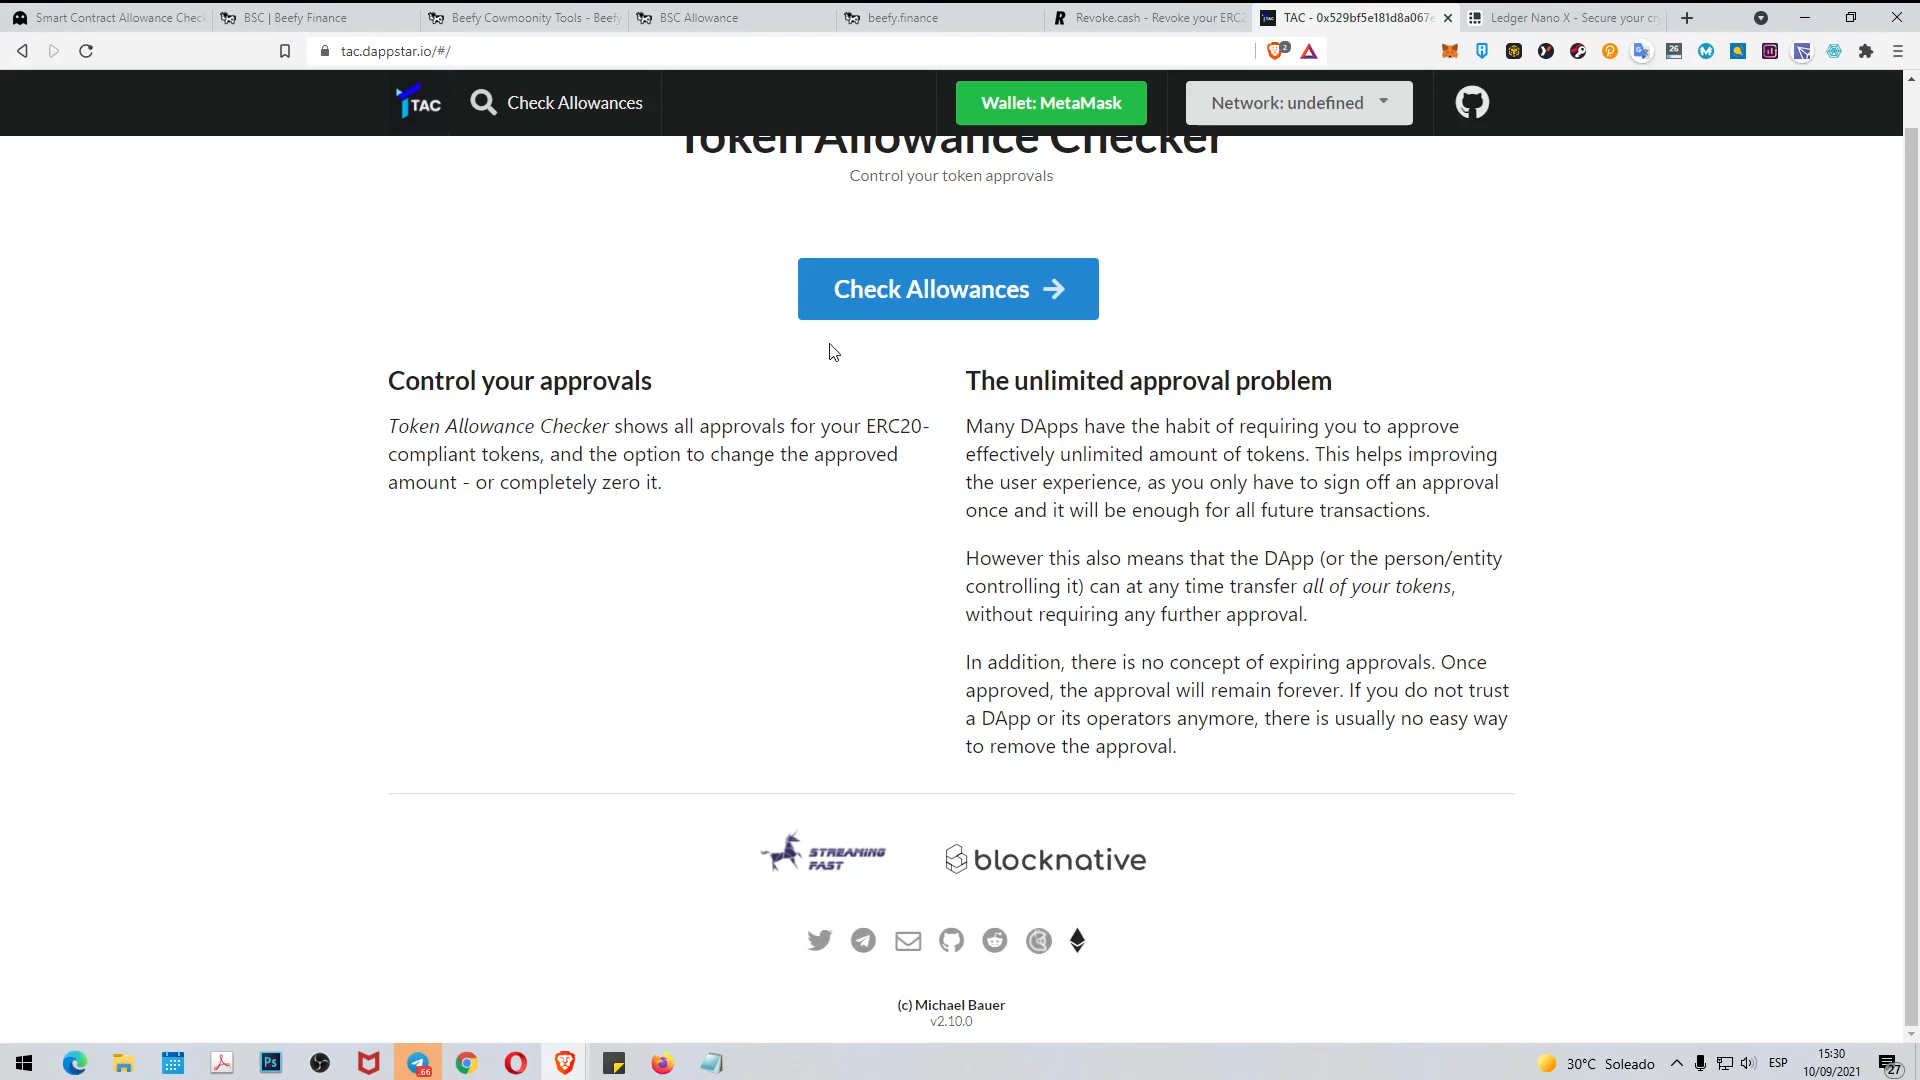 Smart Contract Allowance Check
BSC | Beefy Finance
Beefy Cowmoonity Tools - Beefy
BSC Allowance
beefy.finance
Revoke.cash - Revoke your ERC2
TAC - 0x529bf5e181d8a067e
Ledger Nano X - Secure your cry
tac.dappstar.io/#/
2
26
TAC
Check Allowances
Wallet: MetaMask
Network: undefined
Token Allowance Checker
Control your token approvals
Check Allowances
Control your approvals
Token Allowance Checker shows all approvals for your ERC20-
compliant tokens, and the option to change the approved
amount - or completely zero it.
The unlimited approval problem
Many DApps have the habit of requiring you to approve
effectively unlimited amount of tokens. This helps improving
the user experience, as you only have to sign off an approval
once and it will be enough for all future transactions.
However this also means that the DApp (or the person/entity
controlling it) can at any time transfer all of your tokens,
without requiring any further approval.
In addition, there is no concept of expiring approvals. Once
approved, the approval will remain forever. If you do not trust
a DApp or its operators anymore, there is usually no easy way
to remove the approval.
STREAMING
FAST
blocknative
(c) Michael Bauer
v2.10.0
Ps
.66
30°C Soleado
ESP
15:30
10/09/2021
27